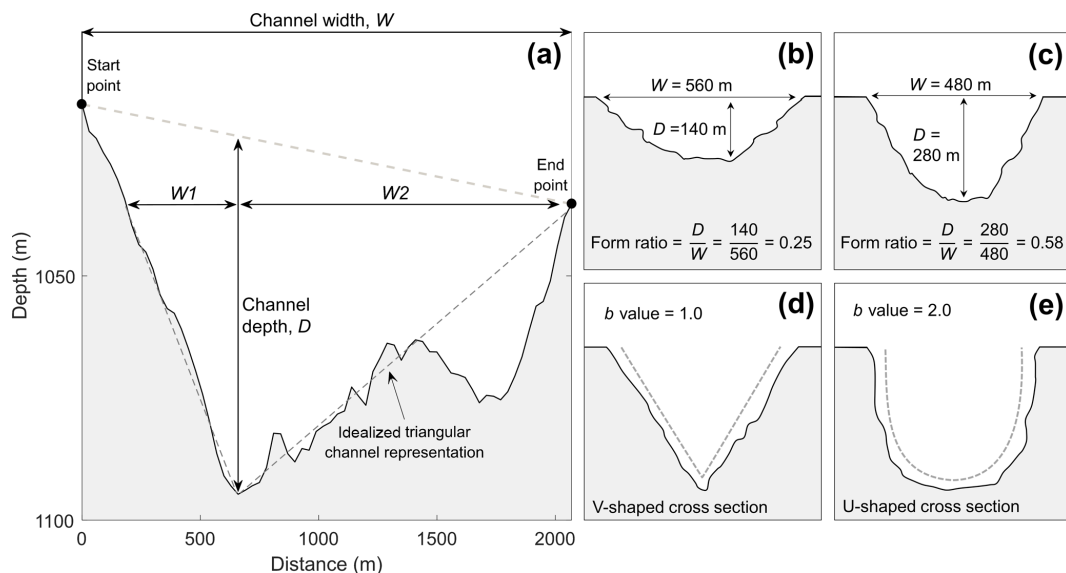 Channel width, W
(a)
Start
point
End
point
W1
W2
Channel
depth, D
Idealized triangular
channel representation
Depth (m)
1050
1100
0
500
1000
1500
2000
Distance (m)
(b)
W = 560 m
D = 140 m
Form ratio = D/W = 140/560 = 0.25
(c)
W = 480 m
D =
280 m
Form ratio = D/W = 280/480 = 0.58
(d)
b value = 1.0
V-shaped cross section
(e)
b value = 2.0
U-shaped cross section